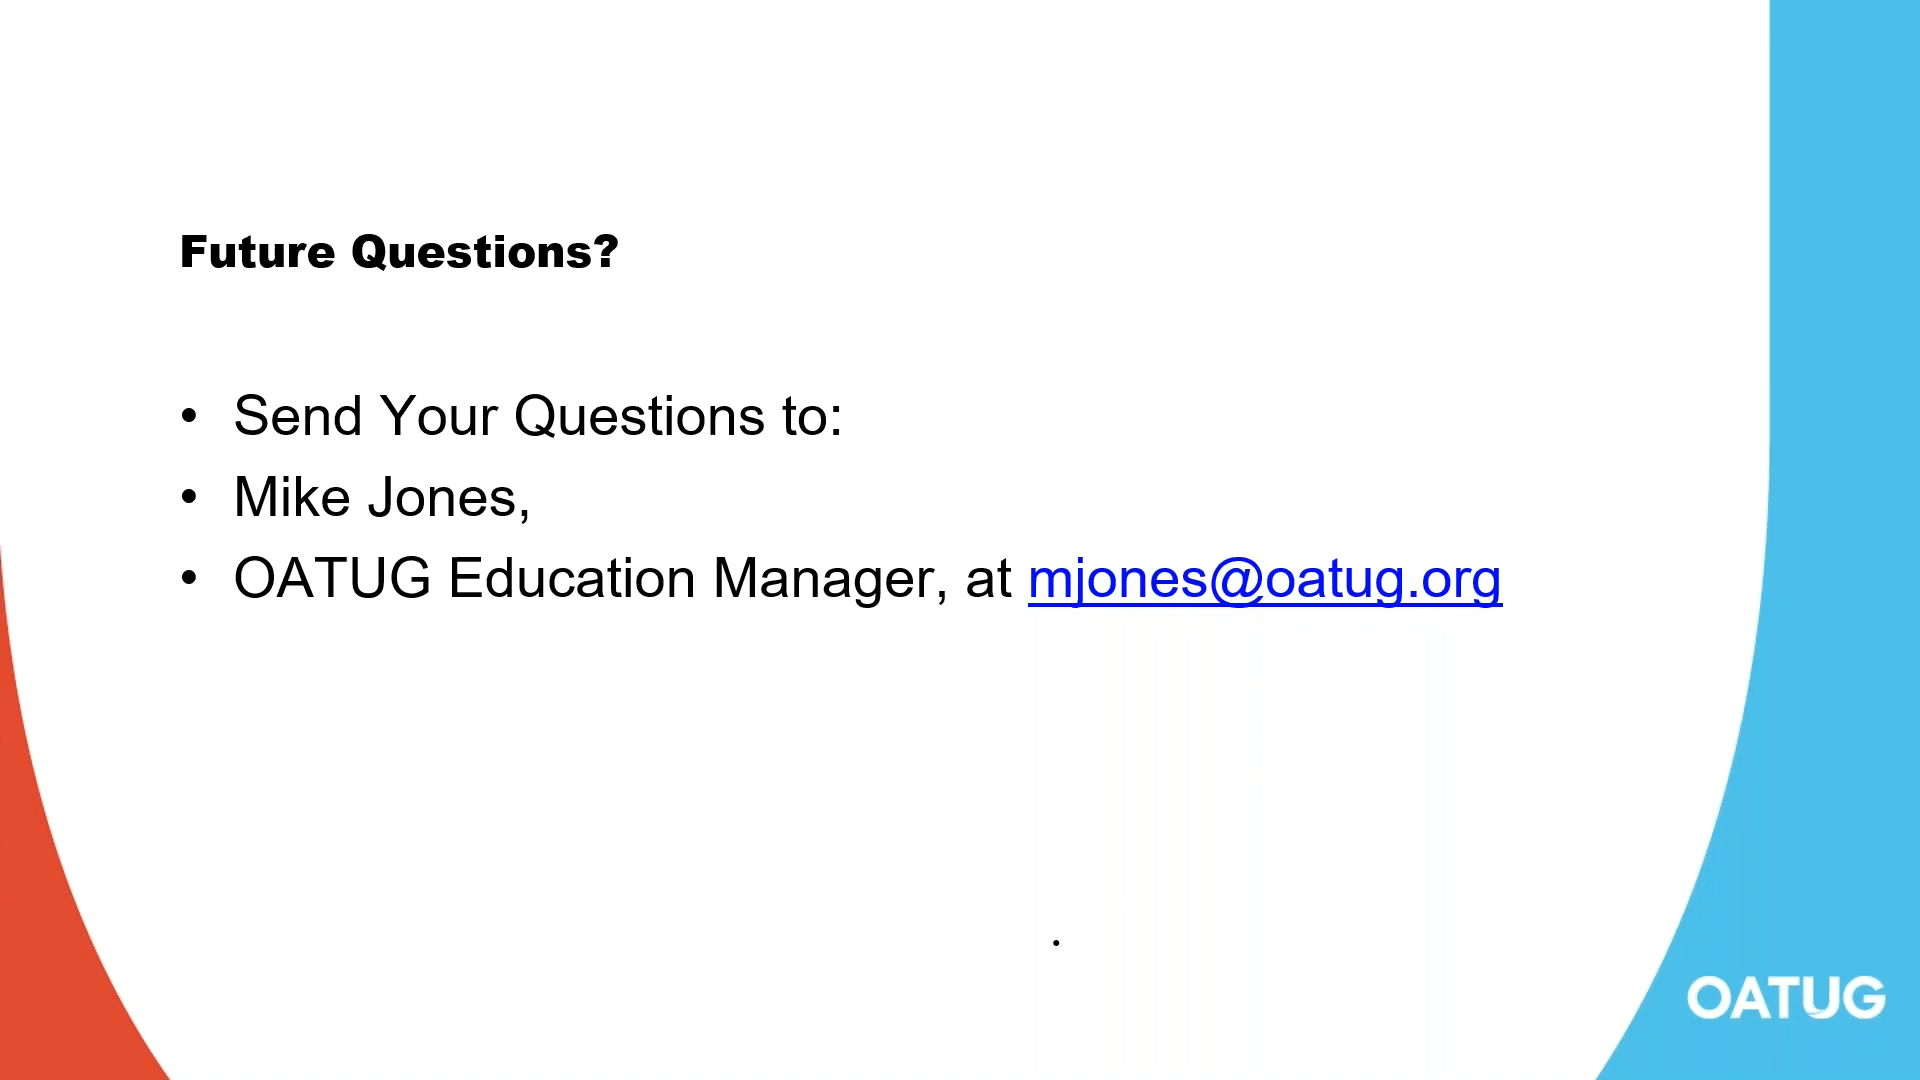 Future Questions?
• Send Your Questions to:
• Mike Jones,
• OATUG Education Manager, at mjones@oatug.org
.
OATUG